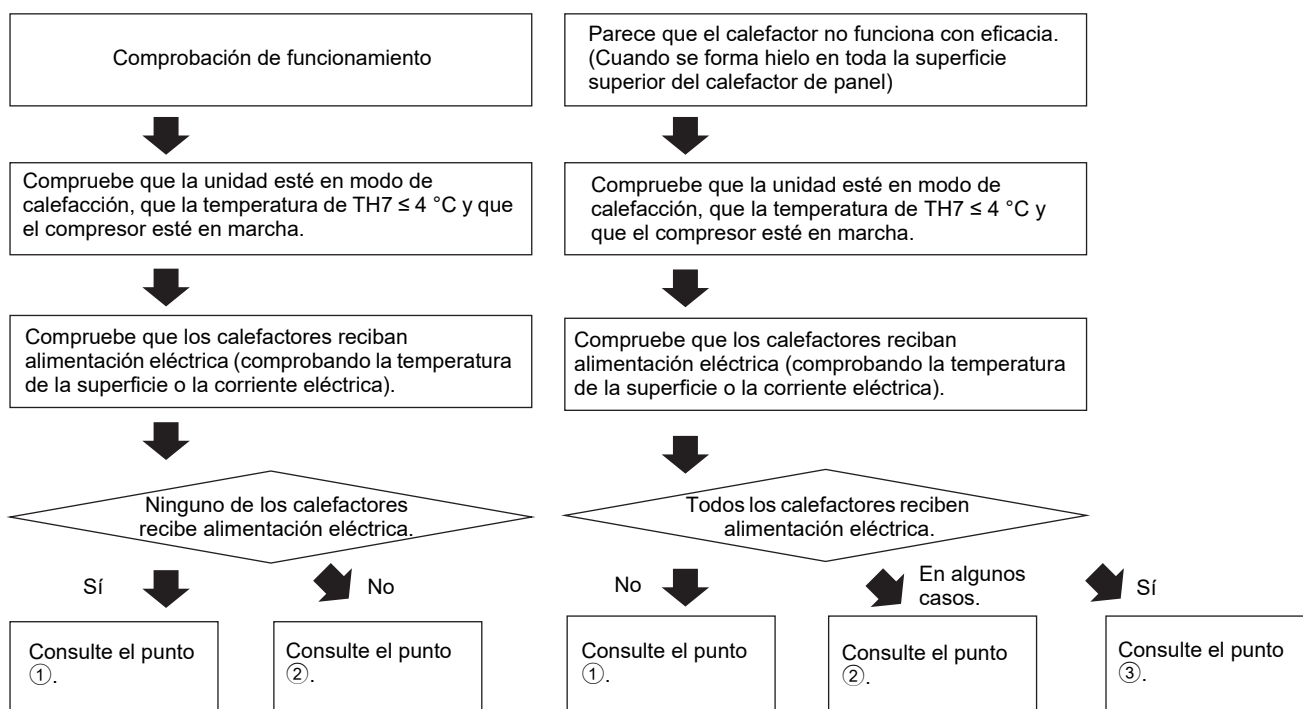 Comprobación de funcionamiento
Compruebe que la unidad esté en modo de
calefacción, que la temperatura de TH7 ≤ 4 °C y que
el compresor esté en marcha.
Compruebe que los calefactores reciban
alimentación eléctrica (comprobando la temperatura
de la superficie o la corriente eléctrica).
Ninguno de los calefactores
recibe alimentación eléctrica.
Sí
No
Consulte el punto
①.
Consulte el punto
②.
Parece que el calefactor no funciona con eficacia.
(Cuando se forma hielo en toda la superficie
superior del calefactor de panel)
Compruebe que la unidad esté en modo de
calefacción, que la temperatura de TH7 ≤ 4 °C y
que el compresor esté en marcha.
Compruebe que los calefactores reciban
alimentación eléctrica (comprobando la temperatura
de la superficie o la corriente eléctrica).
Todos los calefactores reciben
alimentación eléctrica.
No
En algunos
casos.
Sí
Consulte el punto
①.
Consulte el punto
②.
Consulte el punto
③.